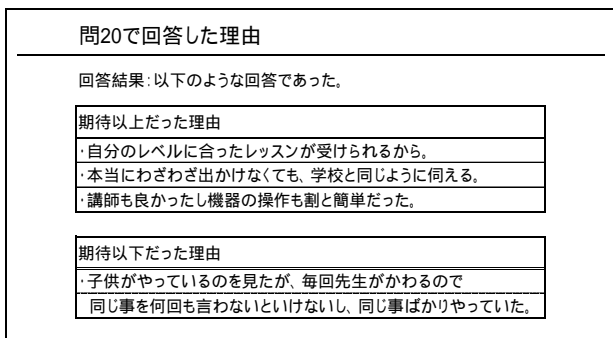 問20で回答した理由
回答結果:以下のような回答であった。
期待以上だった理由
・自分のレベルに合ったレッスンが受けられるから。
・本当にわざわざ出かけなくても、学校と同じように伺える。
・講師も良かったし機器の操作も割と簡単だった。
期待以下だった理由
・子供がやっているのを見たが、毎回先生がかわるので
同じ事を何回も言わないといけないし、同じ事ばかりやっていた。